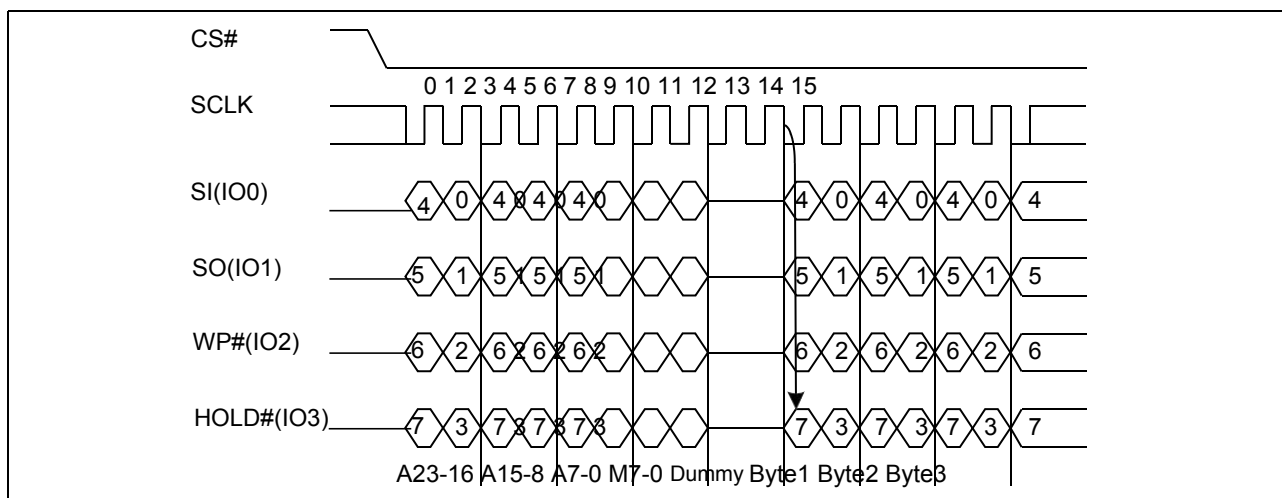 CS#
0 1 2 3 4 5 6 7 8 9 10 11 12 13 14 15
SCLK
SI(IO0) 4 0 4 0 4 0 4 0 4 0 4 0 4 0 4
SO(IO1) 5 1 5 1 5 1 5 1 5 1 5 1 5 1 5
WP#(IO2) 6 2 6 2 6 2 6 2 6 2 6 2 6 2 6
HOLD#(IO3) 7 3 7 3 7 3 7 3 7 3 7 3 7 3 7
A23-16 A15-8 A7-0 M7-0 Dummy Byte1 Byte2 Byte3